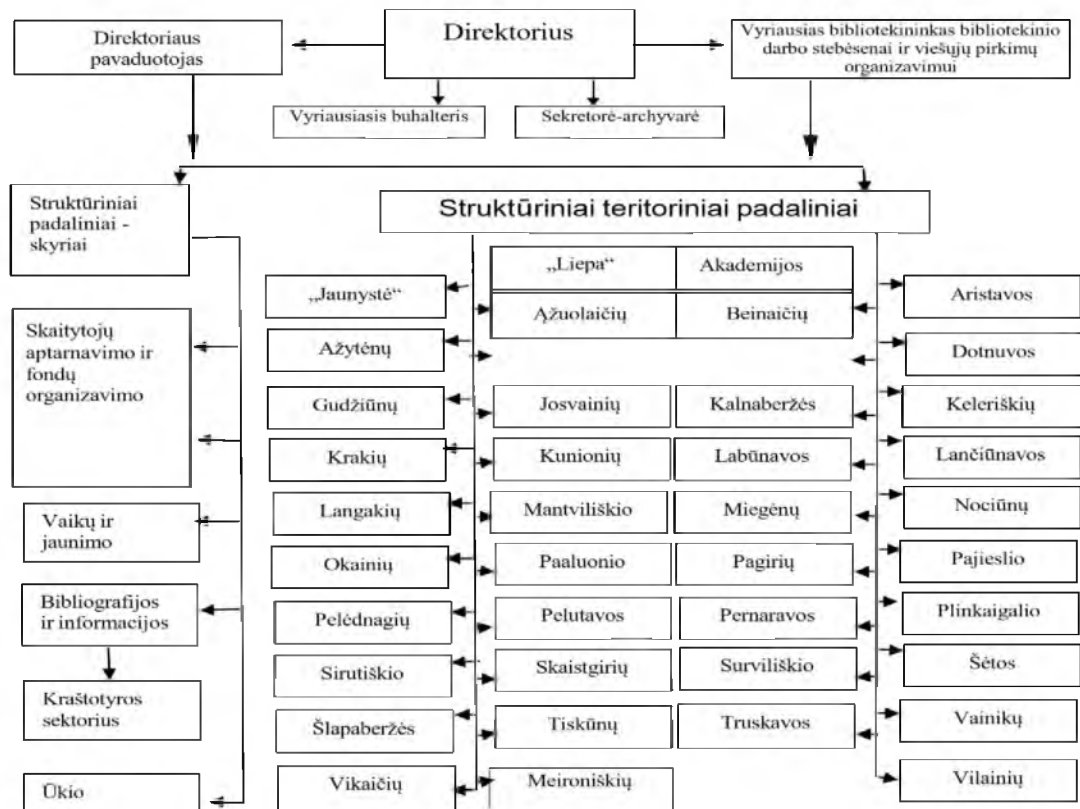 Direktoriaus
pavaduotojas
Direktorius
Vyriausias bibliotekininkas bibliotekinio
darbo stebėsenai ir viešųjų pirkimų
organizavimui
Vyriausiasis buhalteris
Sekretorė-archyvarė
Struktūriniai
padaliniai -
skyriai
Skaitytojų
aptarnavimo ir
fondų
organizavimo
Vaikų ir
jaunimo
Bibliografijos
ir informacijos
Kraštotyros
sektorius
Ūkio
Struktūriniai teritoriniai padaliniai
„Jaunystė“
Ažytėnų
Gudžiūnų
Krakių
Langakių
Okainių
Pelėdnagių
Sirutiškio
Šlapaberžės
Vikaičių
„Liepa“
Akademijos
Ąžuolaičių
Beinaičių
Josvainių
Kalnaberžės
Kunionių
Labūnavos
Mantviliškio
Miegėnų
Paaluonio
Pagirių
Pelutavos
Pernaravos
Skaistgirių
Surviliškio
Tiskūnų
Truskavos
Meironiškių
Aristavos
Dotnuvos
Keleriškių
Lančiūnavos
Nociūnų
Pajieslio
Plinkaigalio
Šėtos
Vainikų
Vilainių